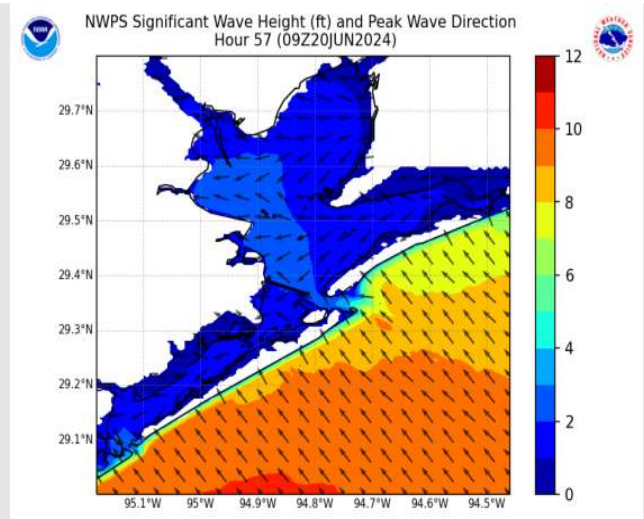 NWPS Significant Wave Height (ft) and Peak Wave Direction
Hour 57 (09Z20JUN2024)
NOAA
29.7°N
29.6°N
29.5°N
29.4°N
29.3°N
29.2°N
29.1°N
95.1°W 95°W 94.9°W 94.8°W 94.7°W 94.6°W 94.5°W
12
10
8
6
4
2
0